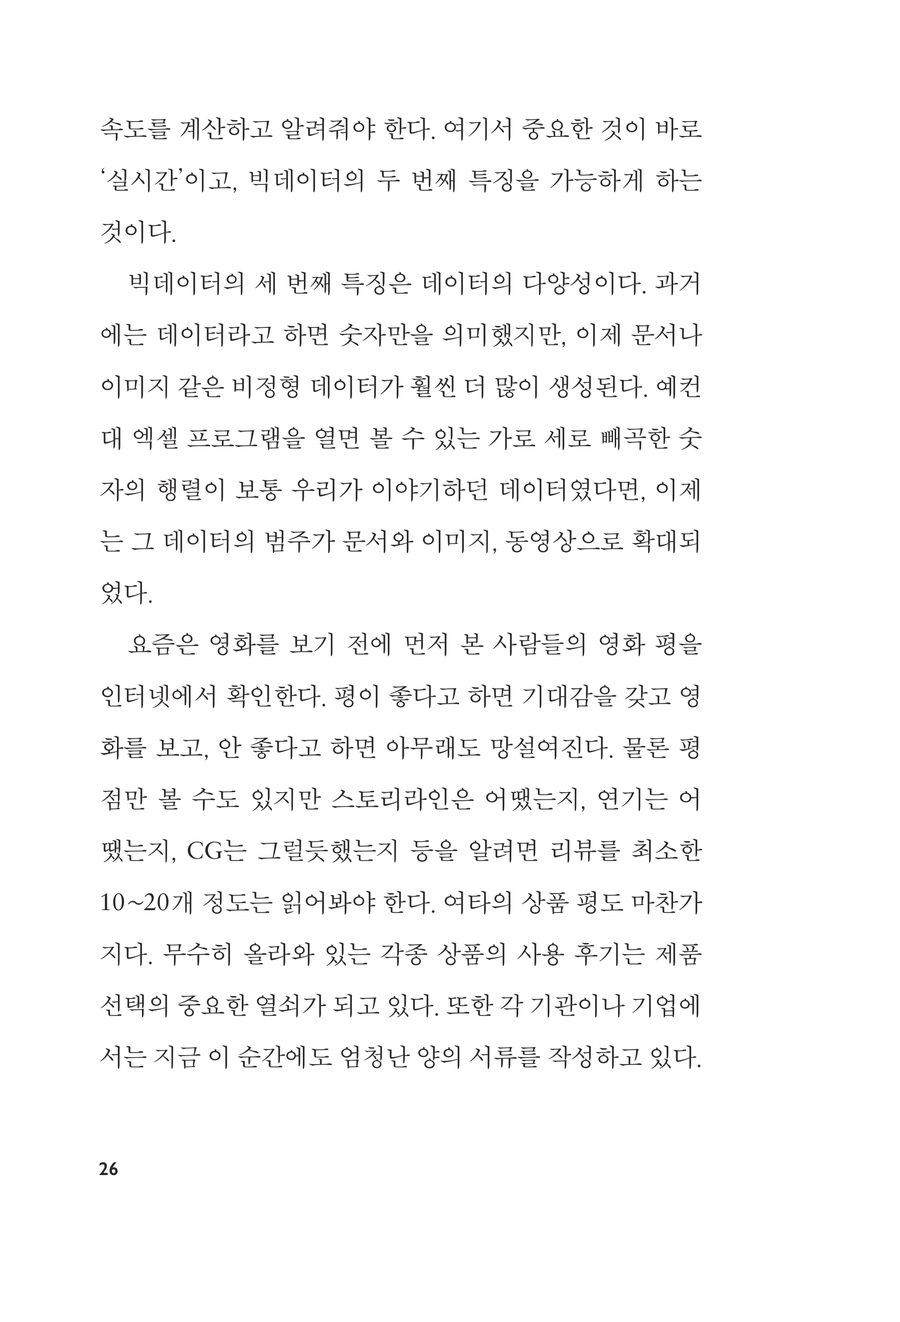 속도를 계산하고 알려줘야 한다. 여기서 중요한 것이 바로
‘실시간’이고, 빅데이터의 두 번째 특징을 가능하게 하는
것이다.
빅데이터의 세 번째 특징은 데이터의 다양성이다. 과거
에는 데이터라고 하면 숫자만을 의미했지만, 이제 문서나
이미지 같은 비정형 데이터가 훨씬 더 많이 생성된다. 예컨
대 엑셀 프로그램을 열면 볼 수 있는 가로 세로 빼곡한 숫
자의 행렬이 보통 우리가 이야기하던 데이터였다면, 이제
는 그 데이터의 범주가 문서와 이미지, 동영상으로 확대되
었다.
요즘은 영화를 보기 전에 먼저 본 사람들의 영화 평을
인터넷에서 확인한다. 평이 좋다고 하면 기대감을 갖고 영
화를 보고, 안 좋다고 하면 아무래도 망설여진다. 물론 평
점만 볼 수도 있지만 스토리라인은 어땠는지, 연기는 어
땠는지, CG는 그럴듯했는지 등을 알려면 리뷰를 최소한
10~20개 정도는 읽어봐야 한다. 여타의 상품 평도 마찬가
지다. 무수히 올라와 있는 각종 상품의 사용 후기는 제품
선택의 중요한 열쇠가 되고 있다. 또한 각 기관이나 기업에
서는 지금 이 순간에도 엄청난 양의 서류를 작성하고 있다.
26